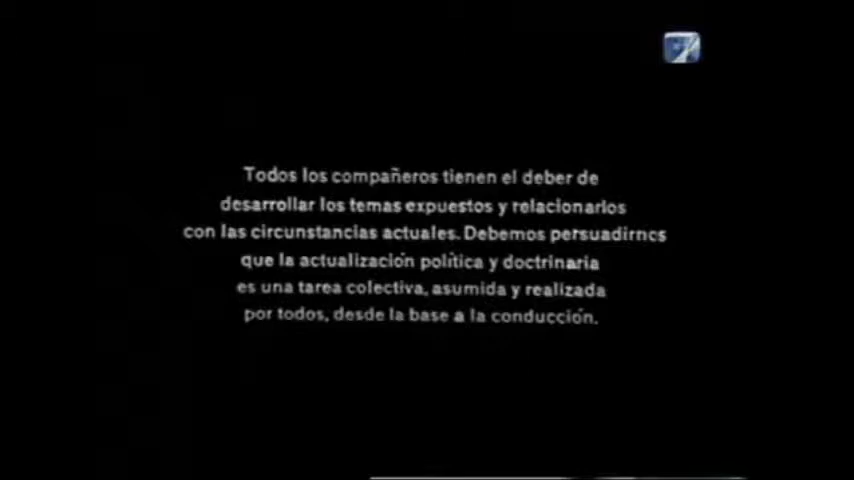 Todos los compañeros tienen el deber de
desarrollar los temas expuestos y relacionarlos
con las circunstancias actuales. Debemos persuadirnos
que la actualización política y doctrinaria
es una tarea colectiva, asumida y realizada
por todos, desde la base a la conducción.